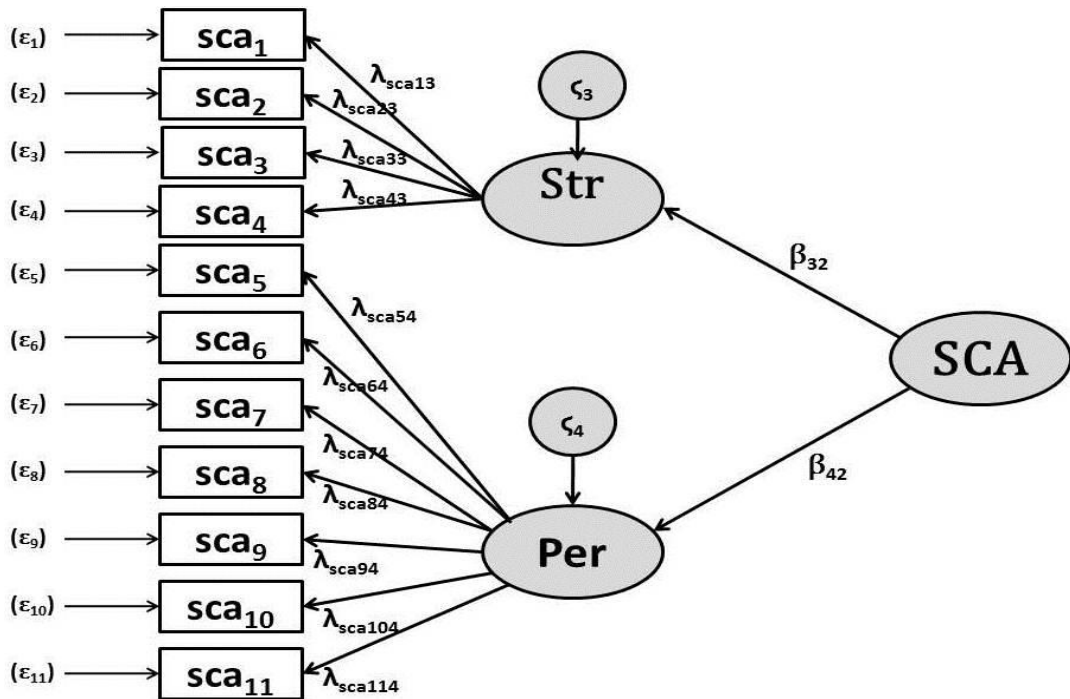 (ε₁) sca₁
λsca13
ς₃
(ε₂) sca₂
λsca23
(ε₃) sca₃
λsca33
Str
(ε₄) sca₄
λsca43
(ε₅) sca₅
β₃₂
λsca54
(ε₆) sca₆
SCA
λsca64
(ε₇) sca₇
ς₄
λsca74
(ε₈) sca₈
β₄₂
λsca84
(ε₉) sca₉
Per
λsca94
(ε₁₀) sca₁₀
λsca104
(ε₁₁) sca₁₁
λsca114